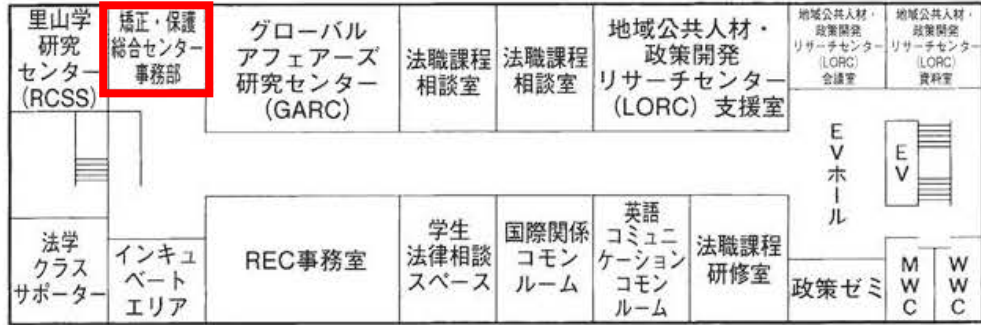 里山学
研究
センター
(RCSS)
矯正・保護
総合センター
事務部
グローバル
アフェアーズ
研究センター
(GARC)
法職課程
相談室
法職課程
相談室
地域公共人材・
政策開発
リサーチセンター
(LORC) 支援室
地域公共人材・
政策開発
リサーチセンター
(LORC)
会議室
地域公共人材・
政策開発
リサーチセンター
(LORC)
資料室
EVホール
EV
法学
クラス
サポーター
インキュ
ベート
エリア
REC事務室
学生
法律相談
スペース
国際関係
コモン
ルーム
英語
コミュニ
ケーション
コモン
ルーム
法職課程
研修室
政策ゼミ
MWC
WWC